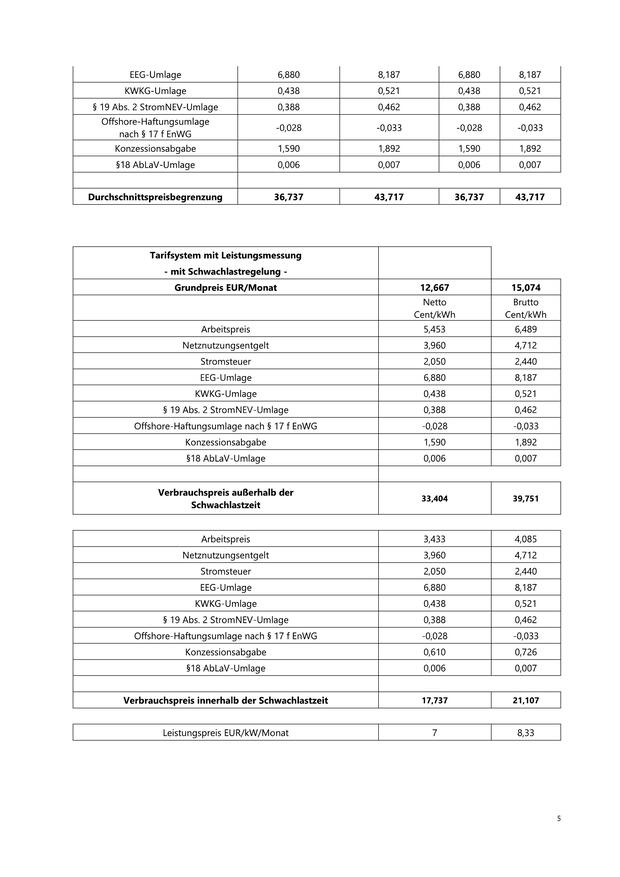 EEG-Umlage 6,880 8,187 6,880 8,187
KWKG-Umlage 0,438 0,521 0,438 0,521
§ 19 Abs. 2 StromNEV-Umlage 0,388 0,462 0,388 0,462
Offshore-Haftungsumlage
nach § 17 f EnWG -0,028 -0,033 -0,028 -0,033
Konzessionsabgabe 1,590 1,892 1,590 1,892
§18 AbLaV-Umlage 0,006 0,007 0,006 0,007
Durchschnittspreisbegrenzung 36,737 43,717 36,737 43,717
Tarifsystem mit Leistungsmessung
- mit Schwachlastregelung -
Grundpreis EUR/Monat 12,667 15,074
Netto Brutto
Cent/kWh Cent/kWh
Arbeitspreis 5,453 6,489
Netznutzungsentgelt 3,960 4,712
Stromsteuer 2,050 2,440
EEG-Umlage 6,880 8,187
KWKG-Umlage 0,438 0,521
§ 19 Abs. 2 StromNEV-Umlage 0,388 0,462
Offshore-Haftungsumlage nach § 17 f EnWG -0,028 -0,033
Konzessionsabgabe 1,590 1,892
§18 AbLaV-Umlage 0,006 0,007
Verbrauchspreis außerhalb der
Schwachlastzeit 33,404 39,751
Arbeitspreis 3,433 4,085
Netznutzungsentgelt 3,960 4,712
Stromsteuer 2,050 2,440
EEG-Umlage 6,880 8,187
KWKG-Umlage 0,438 0,521
§ 19 Abs. 2 StromNEV-Umlage 0,388 0,462
Offshore-Haftungsumlage nach § 17 f EnWG -0,028 -0,033
Konzessionsabgabe 0,610 0,726
§18 AbLaV-Umlage 0,006 0,007
Verbrauchspreis innerhalb der Schwachlastzeit 17,737 21,107
Leistungspreis EUR/kW/Monat 7 8,33
5